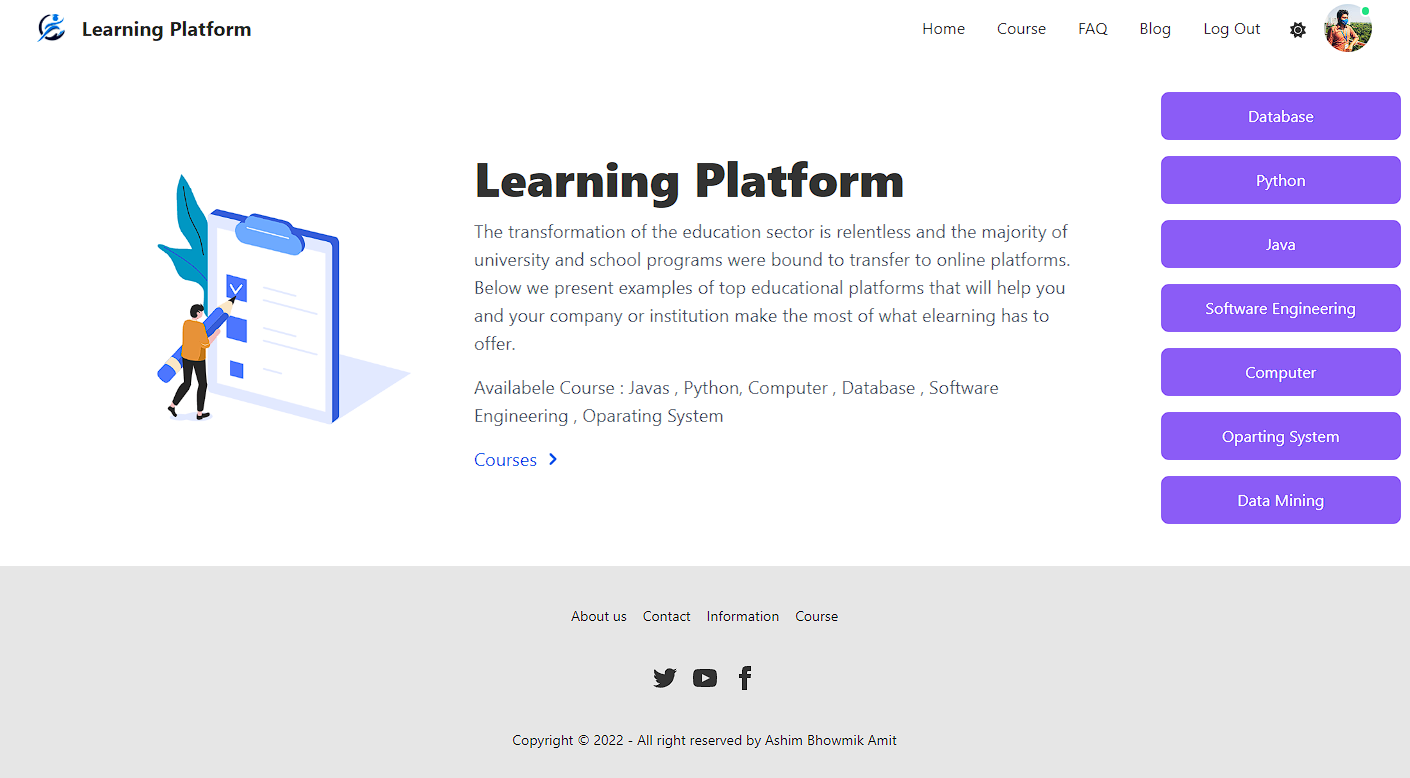 Learning Platform
Home Course FAQ Blog Log Out
Learning Platform
The transformation of the education sector is relentless and the majority of
university and school programs were bound to transfer to online platforms.
Below we present examples of top educational platforms that will help you
and your company or institution make the most of what elearning has to
offer.
Availabele Course : Javas , Python, Computer , Database , Software
Engineering , Oparating System
Courses
Database
Python
Java
Software Engineering
Computer
Oparting System
Data Mining
About us Contact Information Course
Copyright © 2022 - All right reserved by Ashim Bhowmik Amit